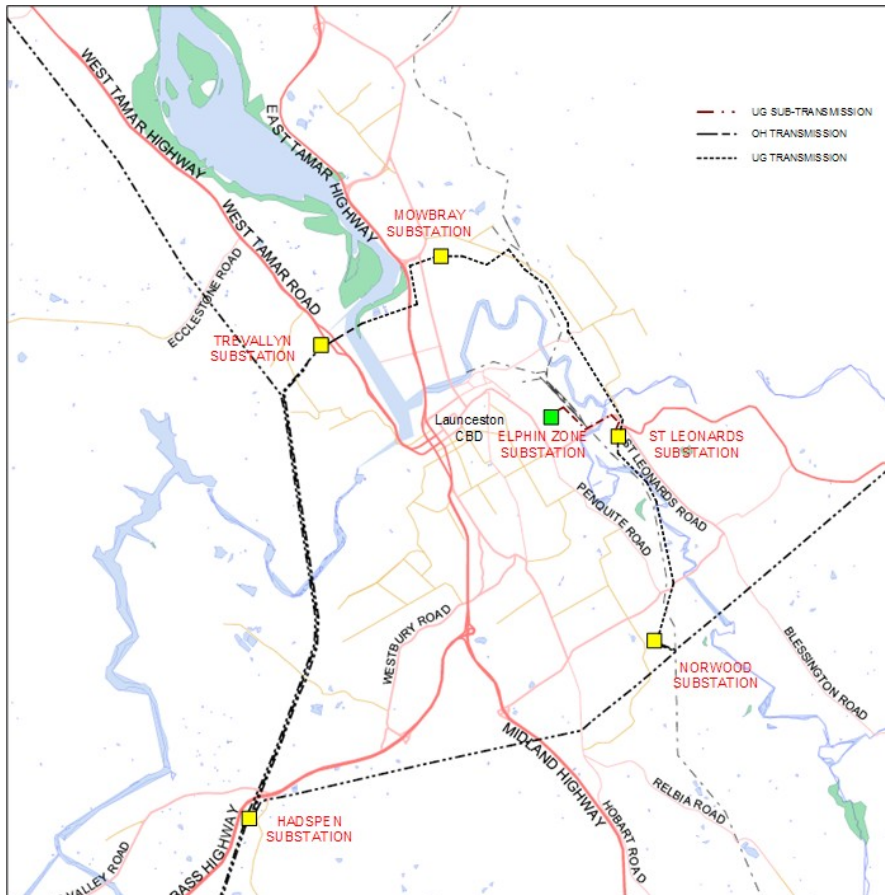 WEST TAMAR HIGHWAY
EAST TAMAR HIGHWAY
UG SUB-TRANSMISSION
OH TRANSMISSION
UG TRANSMISSION
MOWBRAY
SUBSTATION
WEST TAMAR ROAD
ECCLESTONE ROAD
TREVALLYN
SUBSTATION
Launceston
CBD
ELPHIN ZONE
SUBSTATION
ST LEONARDS
SUBSTATION
ST LEONARDS ROAD
PENQUITE ROAD
WESTBURY ROAD
NORWOOD
SUBSTATION
BLESSINGTON ROAD
MIDLAND HIGHWAY
RELBIA ROAD
HOBART ROAD
HADSPEN
SUBSTATION
BASS HIGHWAY
VALLEY ROAD